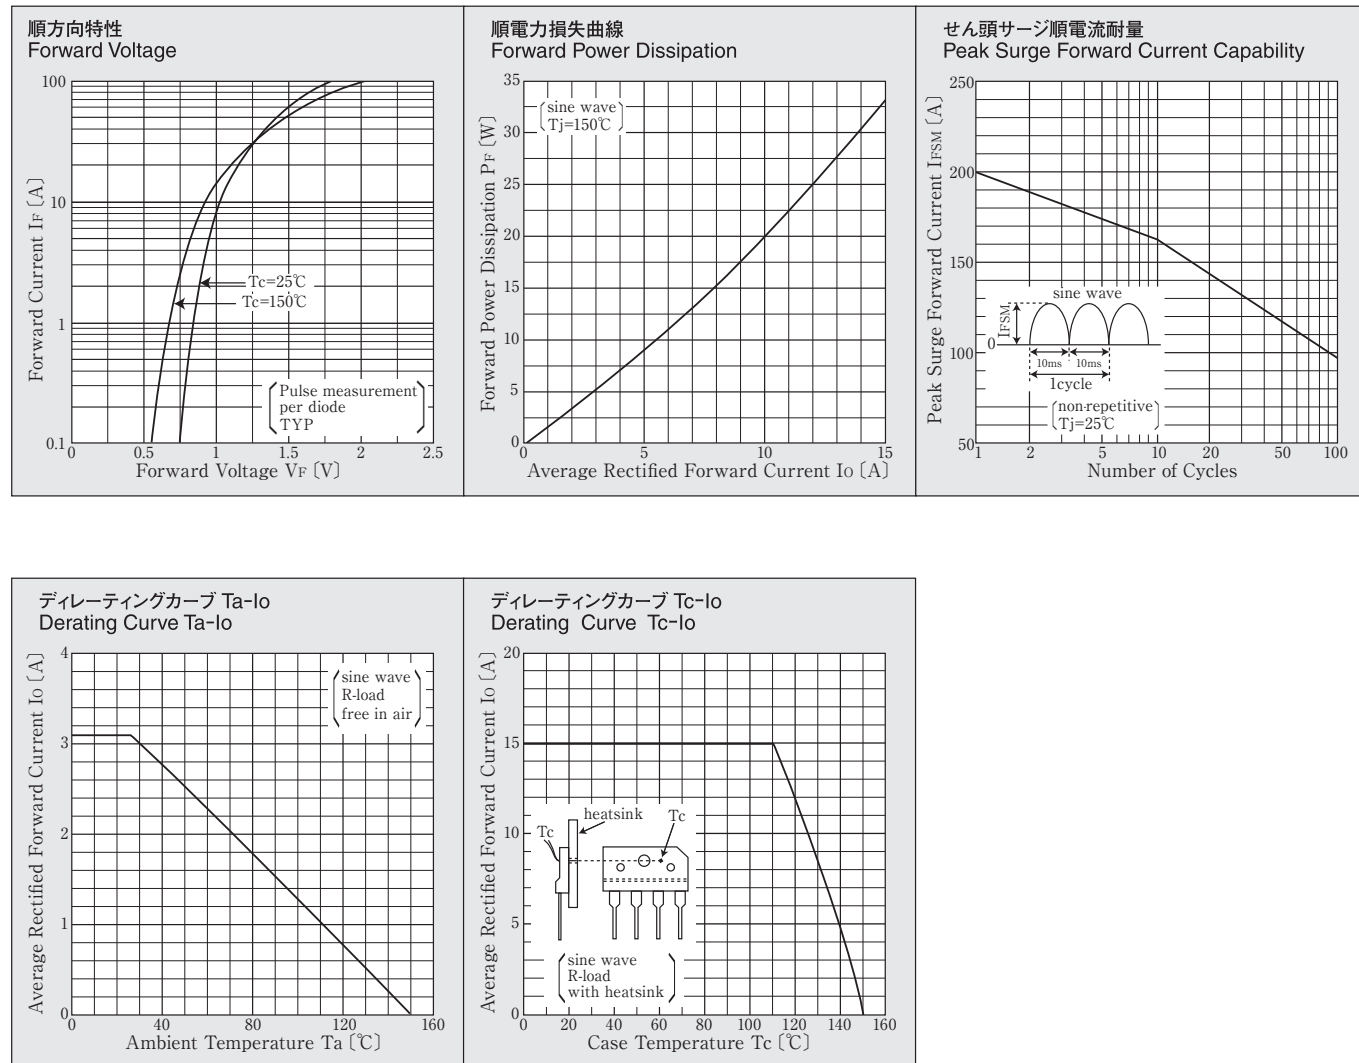 順方向特性
Forward Voltage
100
10
1
0.1
0
0.5
1
1.5
2
2.5
Forward Current IF〔A〕
Forward Voltage VF〔V〕
Tc=25℃
Tc=150℃
Pulse measurement
per diode
TYP
順電力損失曲線
Forward Power Dissipation
35
30
25
20
15
10
5
0
0
5
10
15
Forward Power Dissipation PF〔W〕
Average Rectified Forward Current Io〔A〕
sine wave
Tj=150℃
せん頭サージ順電流耐量
Peak Surge Forward Current Capability
250
200
150
100
50
1
2
5
10
20
50
100
Peak Surge Forward Current IFSM〔A〕
Number of Cycles
sine wave
IFSM
0
10ms
10ms
1cycle
non-repetitive
Tj=25℃
ディレーティングカーブ Ta-Io
Derating Curve Ta-Io
4
3
2
1
0
0
40
80
120
160
Average Rectified Forward Current Io〔A〕
Ambient Temperature Ta〔℃〕
sine wave
R-load
free in air
ディレーティングカーブ Tc-Io
Derating Curve Tc-Io
20
15
10
5
0
0
20
40
60
80
100
120
140
160
Average Rectified Forward Current Io〔A〕
Case Temperature Tc〔℃〕
heatsink
Tc
Tc
sine wave
R-load
with heatsink